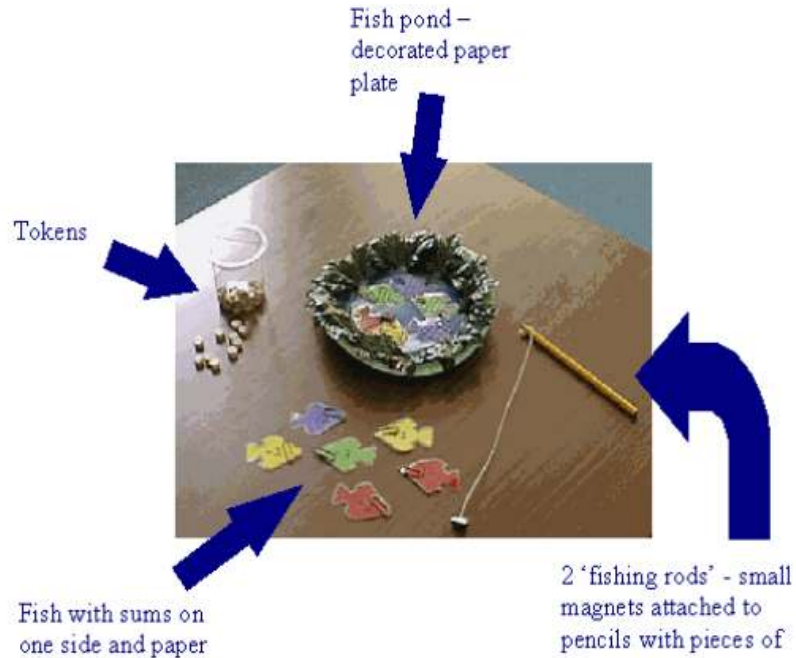 Fish pond –
decorated paper
plate
Tokens
Fish with sums on
one side and paper
2 ‘fishing rods’ - small
magnets attached to
pencils with pieces of